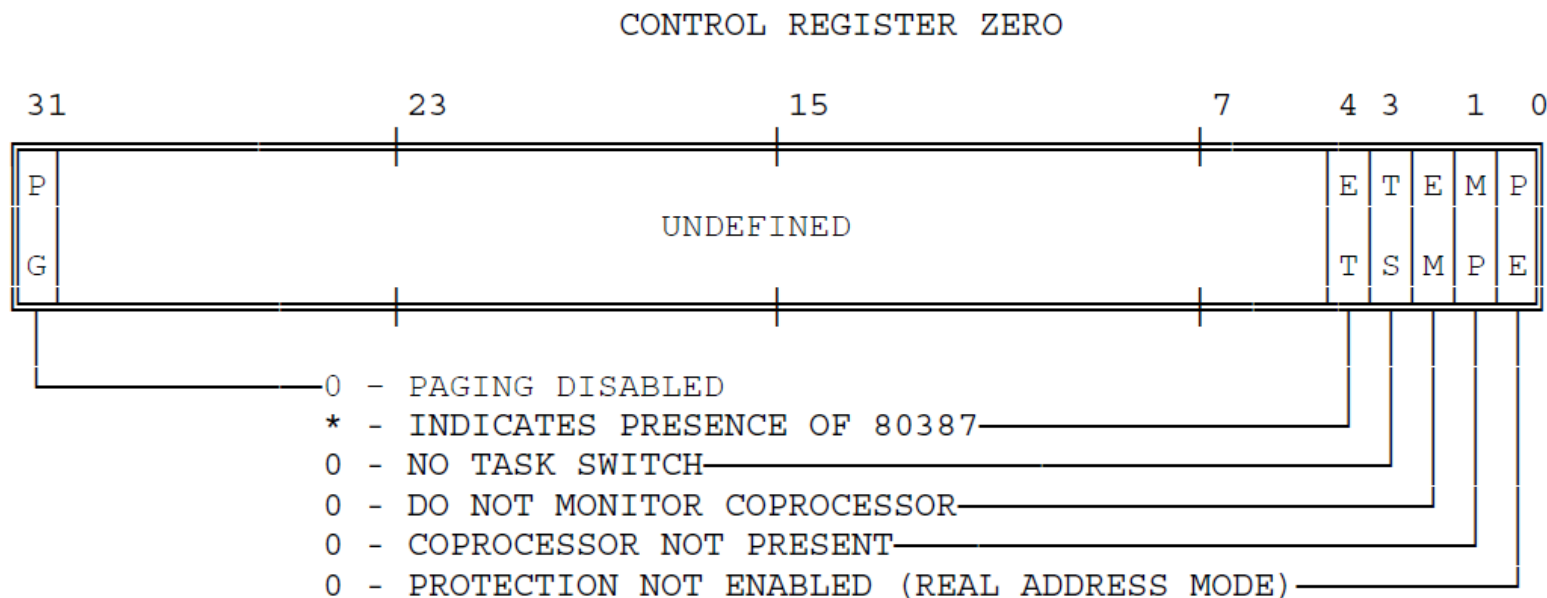 CONTROL REGISTER ZERO
31 23 15 7 4 3 1 0
P E T E M P
UNDEFINED
G T S M P E
0 - PAGING DISABLED
* - INDICATES PRESENCE OF 80387
0 - NO TASK SWITCH
0 - DO NOT MONITOR COPROCESSOR
0 - COPROCESSOR NOT PRESENT
0 - PROTECTION NOT ENABLED (REAL ADDRESS MODE)